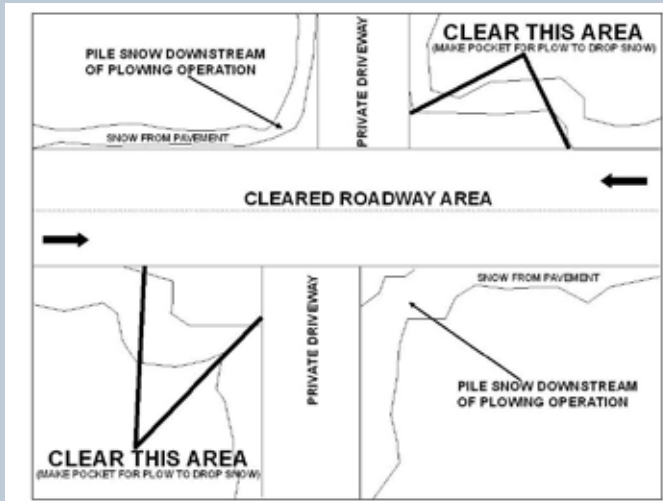 CLEAR THIS AREA
(MAKE POCKET FOR PLOW TO DROP SNOW)
PILE SNOW DOWNSTREAM
OF PLOWING OPERATION
PRIVATE DRIVEWAY
SNOW FROM PAVEMENT
CLEARED ROADWAY AREA
SNOW FROM PAVEMENT
PRIVATE DRIVEWAY
PILE SNOW DOWNSTREAM
OF PLOWING OPERATION
CLEAR THIS AREA
(MAKE POCKET FOR PLOW TO DROP SNOW)